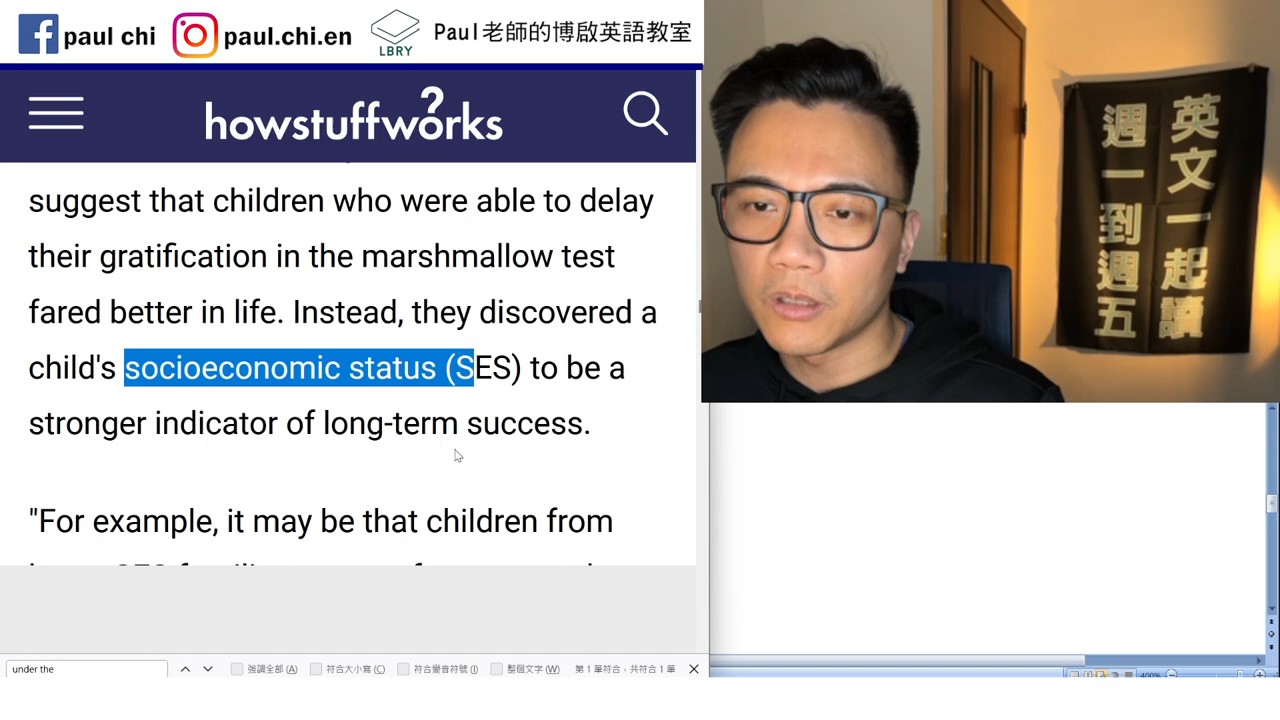 paul chi
paul.chi.en
LBRY
Paul老師的博啟英語教室
howstuffworks
suggest that children who were able to delay
their gratification in the marshmallow test
fared better in life. Instead, they discovered a
child's socioeconomic status (SES) to be a
stronger indicator of long-term success.
"For example, it may be that children from
英文一起讀
週一到週五
under the
強調全部(A)
符合大小寫(C)
符合變音符號(I)
整個文字(W)
第 1 筆符合，共符合 1 筆
400%